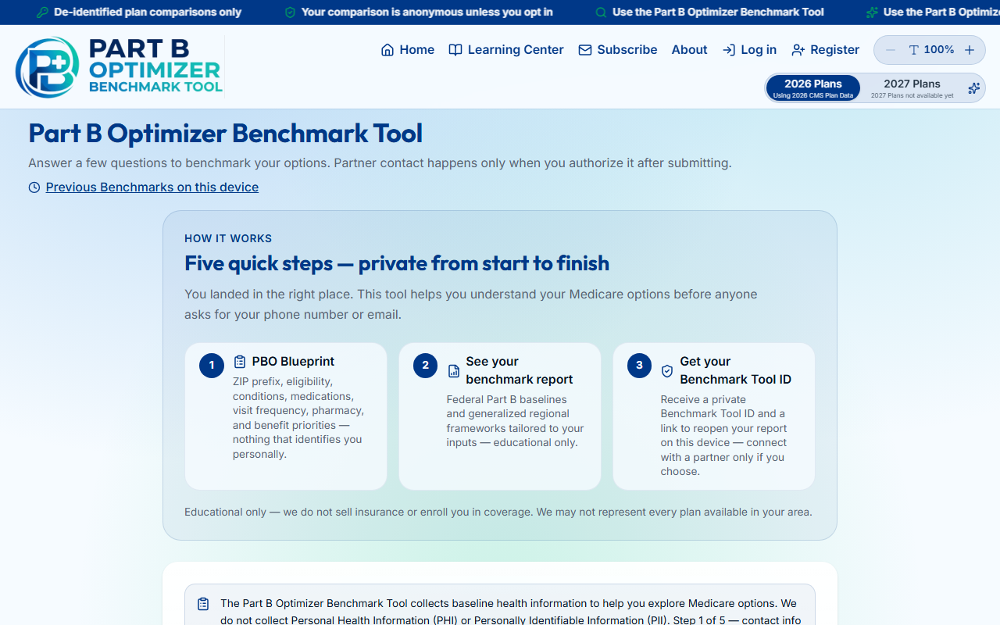 De-identified plan comparisons only
Your comparison is anonymous unless you opt in
Use the Part B Optimizer Benchmark Tool
Use the Part B Optimize
PART B
OPTIMIZER
BENCHMARK TOOL
Home
Learning Center
Subscribe
About
Log in
Register
100%
2026 Plans
Using 2026 CMS Plan Data
2027 Plans
2027 Plans not available yet
Part B Optimizer Benchmark Tool
Answer a few questions to benchmark your options. Partner contact happens only when you authorize it after submitting.
Previous Benchmarks on this device
HOW IT WORKS
Five quick steps — private from start to finish
You landed in the right place. This tool helps you understand your Medicare options before anyone
asks for your phone number or email.
1
PBO Blueprint
ZIP prefix, eligibility,
conditions, medications,
visit frequency, pharmacy,
and benefit priorities —
nothing that identifies you
personally.
2
See your
benchmark report
Federal Part B baselines
and generalized regional
frameworks tailored to your
inputs — educational only.
3
Get your
Benchmark Tool ID
Receive a private
Benchmark Tool ID and a
link to reopen your report
on this device — connect
with a partner only if you
choose.
Educational only — we do not sell insurance or enroll you in coverage. We may not represent every plan available in your area.
The Part B Optimizer Benchmark Tool collects baseline health information to help you explore Medicare options. We
do not collect Personal Health Information (PHI) or Personally Identifiable Information (PII). Step 1 of 5 — contact info